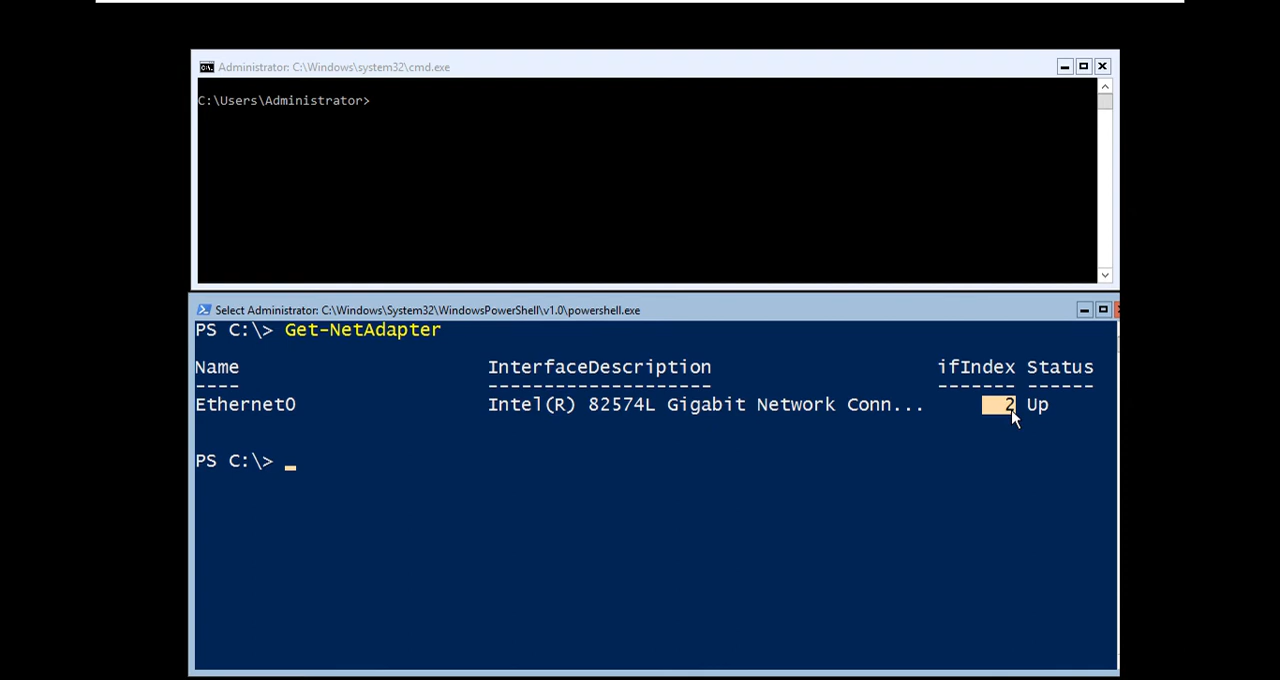 Administrator: C:\Windows\system32\cmd.exe
C:\Users\Administrator>
Select Administrator: C:\Windows\System32\WindowsPowerShell\v1.0\powershell.exe
PS C:\> Get-NetAdapter
Name InterfaceDescription ifIndex Status
---- -------------------- ------- ------
Ethernet0 Intel(R) 82574L Gigabit Network Conn... 2 Up
PS C:\>